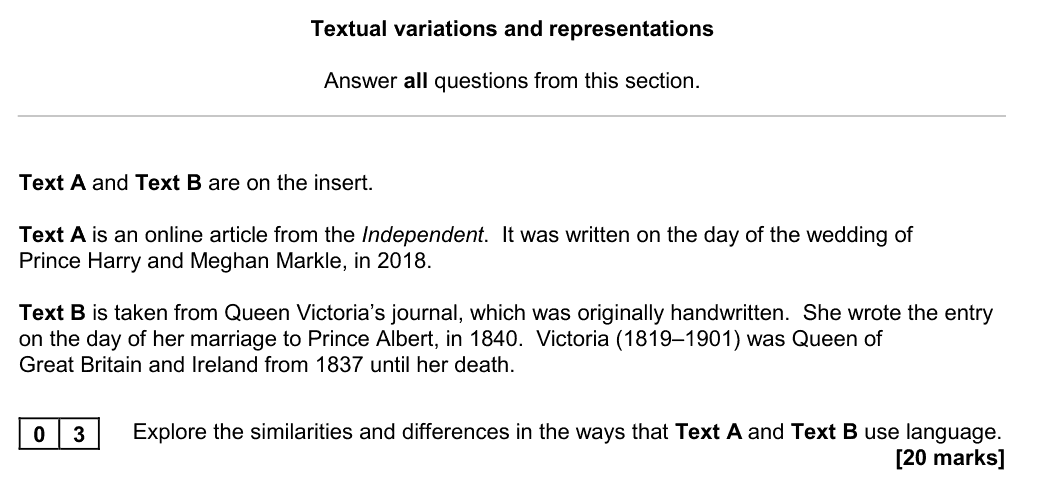 Textual variations and representations
Answer all questions from this section.
Text A and Text B are on the insert.
Text A is an online article from the Independent. It was written on the day of the wedding of
Prince Harry and Meghan Markle, in 2018.
Text B is taken from Queen Victoria's journal, which was originally handwritten. She wrote the entry
on the day of her marriage to Prince Albert, in 1840. Victoria (1819–1901) was Queen of
Great Britain and Ireland from 1837 until her death.
0 3 Explore the similarities and differences in the ways that Text A and Text B use language.
[20 marks]